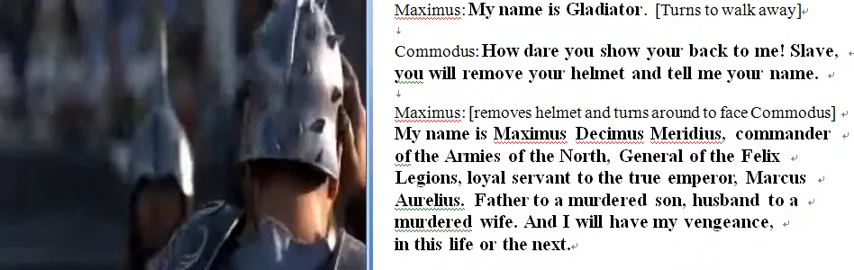 Maximus: My name is Gladiator. [Turns to walk away]
Commodus: How dare you show your back to me! Slave,
you will remove your helmet and tell me your name.
Maximus: [removes helmet and turns around to face Commodus]
My name is Maximus Decimus Meridius, commander
of the Armies of the North, General of the Felix
Legions, loyal servant to the true emperor, Marcus
Aurelius. Father to a murdered son, husband to a
murdered wife. And I will have my vengeance,
in this life or the next.